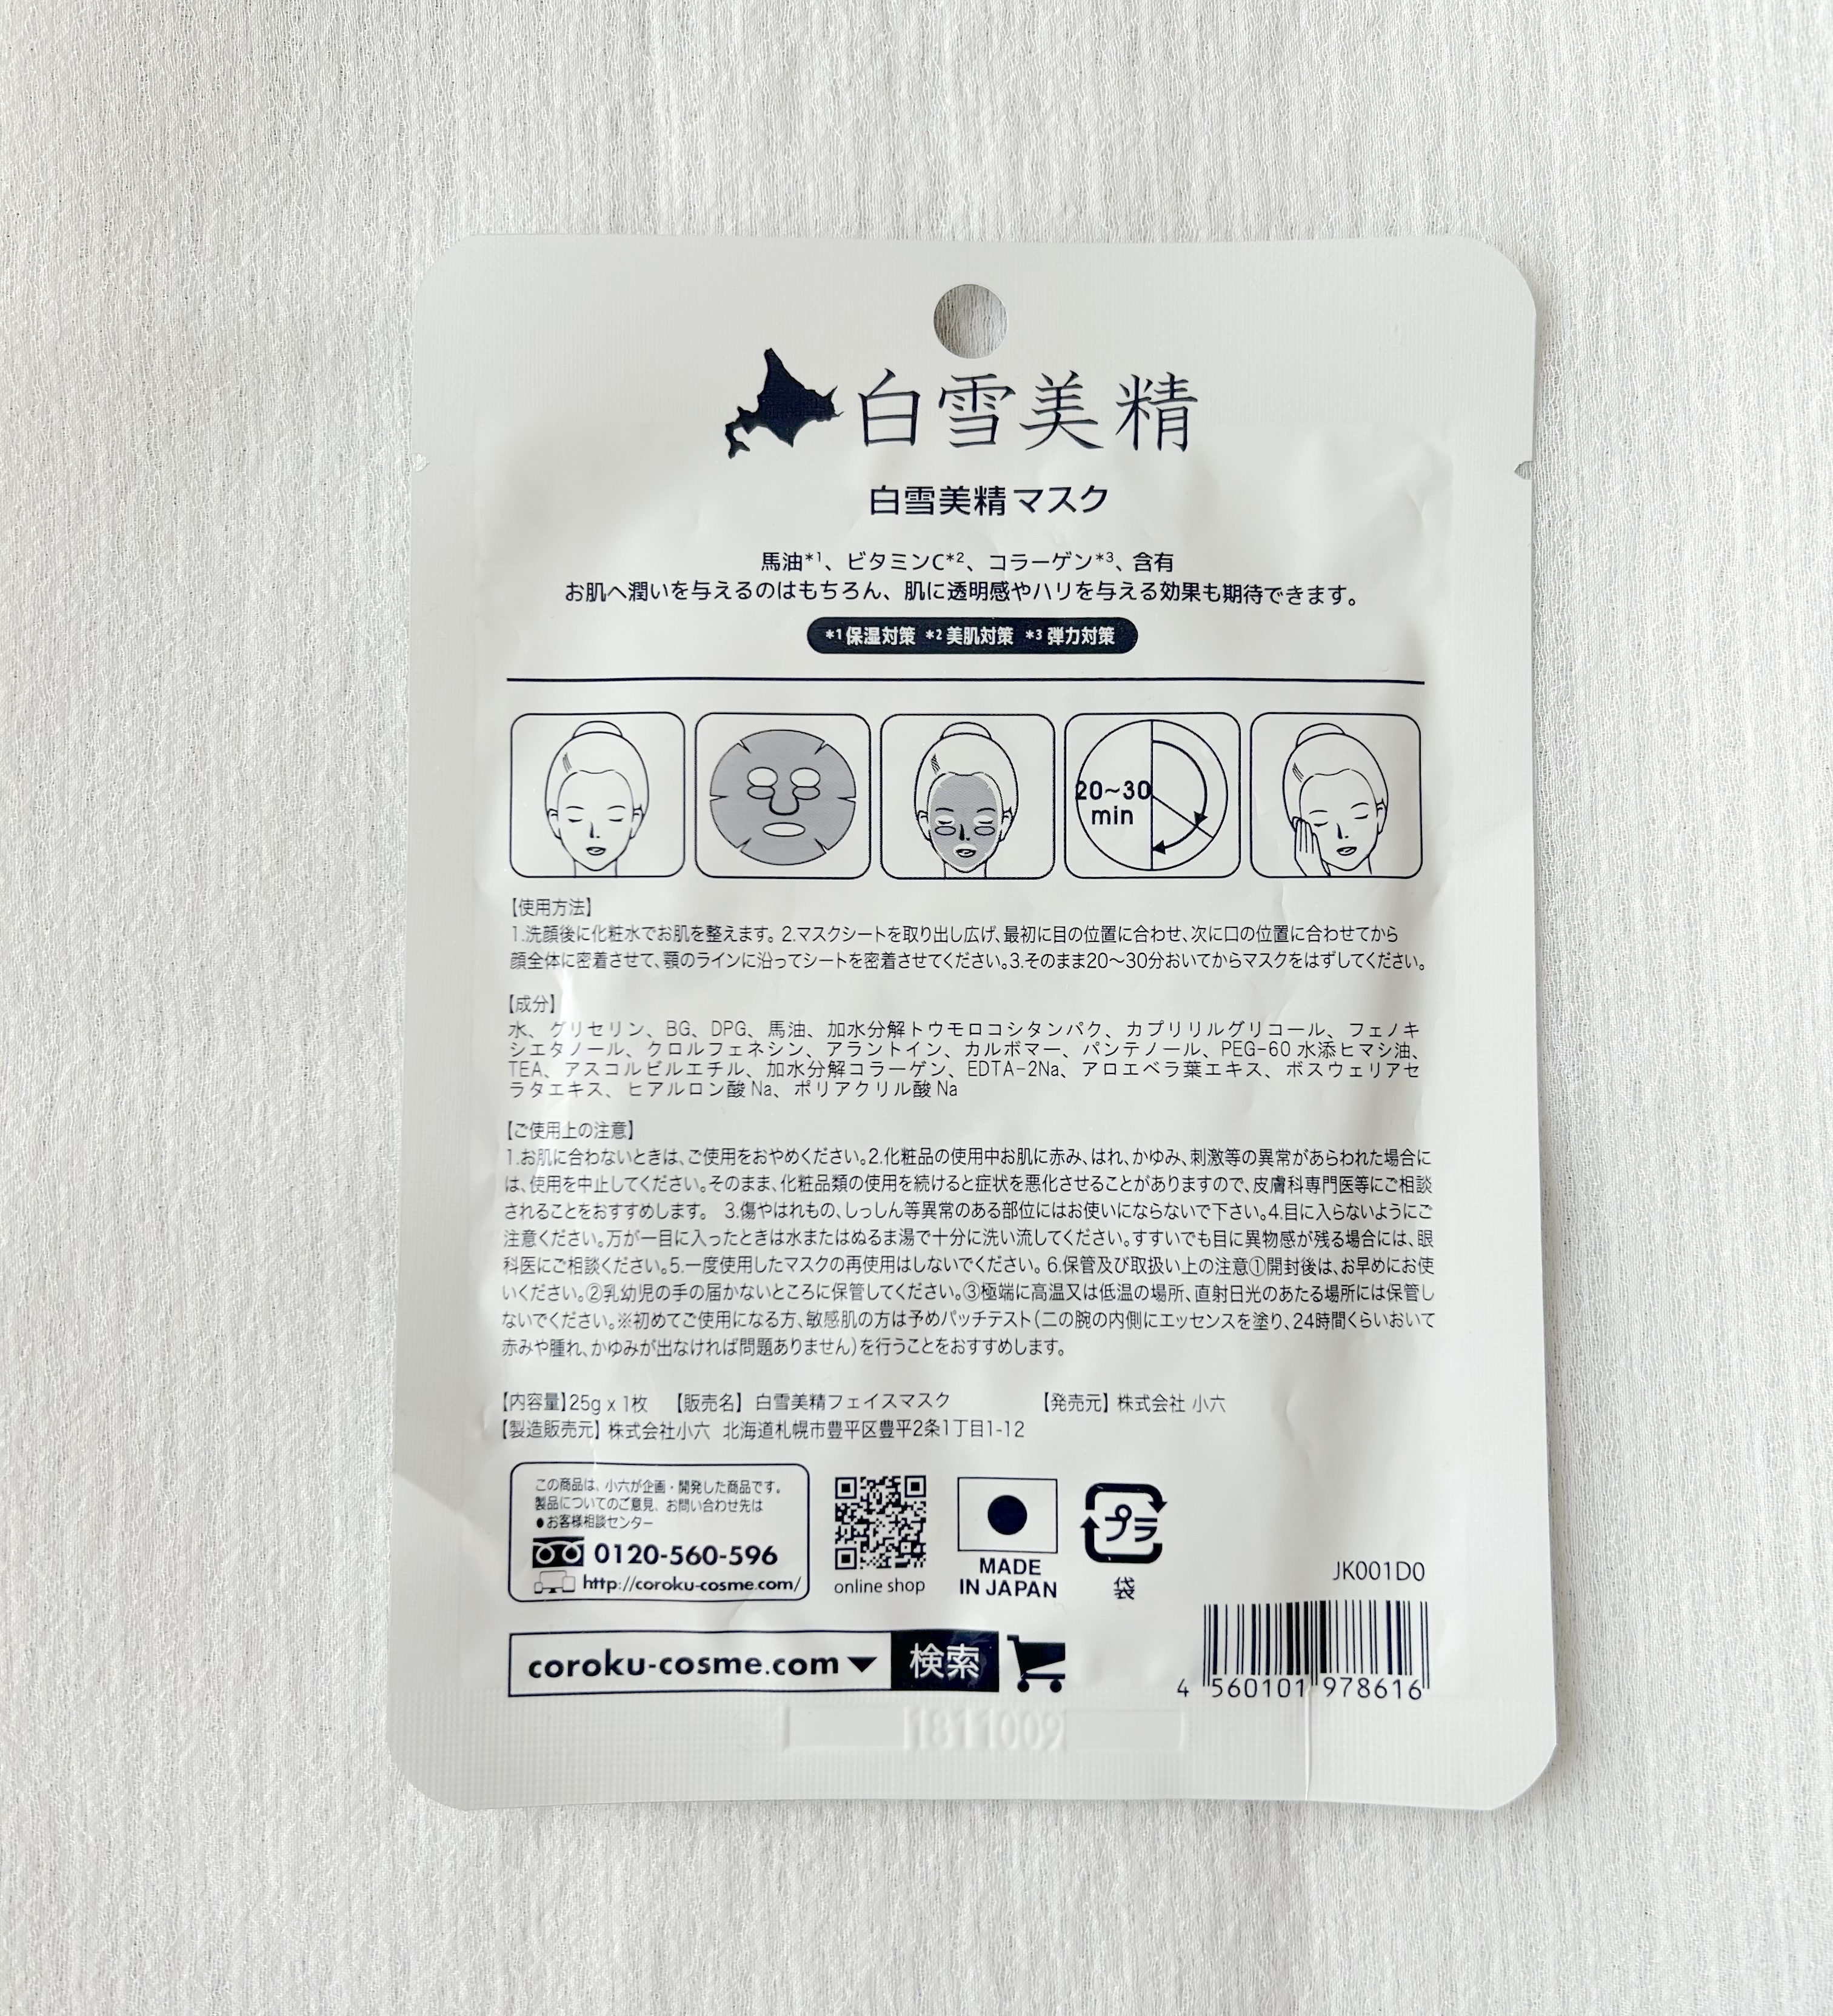 白雪美精
白雪美精マスク
馬油*1、ビタミンC*2、コラーゲン*3、含有
お肌へ潤いを与えるのはもちろん、肌に透明感やハリを与える効果も期待できます。
*1 保湿対策 *2 美肌対策 *3 弾力対策
20~30
min
【使用方法】
1.洗顔後に化粧水でお肌を整えます。2.マスクシートを取り出し広げ、最初に目の位置に合わせ、次に口の位置に合わせてから
顔全体に密着させて、顎のラインに沿ってシートを密着させてください。3.そのまま20～30分おいてからマスクをはずしてください。
【成分】
水、グリセリン、BG、DPG、馬油、加水分解トウモロコシタンパク、カプリリルグリコール、フェノキ
シエタノール、クロルフェネシン、アラントイン、カルボマー、パンテノール、PEG-60 水添ヒマシ油、
TEA、アスコルビルエチル、加水分解コラーゲン、EDTA-2Na、アロエベラ葉エキス、ボスウェリアセ
ラタエキス、ヒアルロン酸 Na、ポリアクリル酸 Na
【ご使用上の注意】
1.お肌に合わないときは、ご使用をおやめください。2.化粧品の使用中お肌に赤み、はれ、かゆみ、刺激等の異常があらわれた場合に
は、使用を中止してください。そのまま、化粧品類の使用を続けると症状を悪化させることがありますので、皮膚科専門医等にご相談
されることをおすすめします。 3.傷やはれもの、しっしん等異常のある部位にはお使いにならないで下さい。4.目に入らないようにご
注意ください。万が一目に入ったときは水またはぬるま湯で十分に洗い流してください。すすいでも目に異物感が残る場合には、眼
科医にご相談ください。5.一度使用したマスクの再使用はしないでください。6.保管及び取扱い上の注意①開封後は、お早めにお使
いください。②乳幼児の手の届かないところに保管してください。③極端に高温又は低温の場所、直射日光のあたる場所には保管し
ないでください。※初めてご使用になる方、敏感肌の方は予めパッチテスト(二の腕の内側にエッセンスを塗り、24時間くらいおいて
赤みや腫れ、かゆみが出なければ問題ありません)を行うことをおすすめします。
【内容量】25g x 1枚 【販売名】 白雪美精フェイスマスク 【発売元】 株式会社 小六
【製造販売元】 株式会社小六 北海道札幌市豊平区豊平2条1丁目1-12
この商品は、小六が企画・開発した商品です。
製品についてのご意見、お問い合わせ先は
●お客様相談センター
0120-560-596
http://coroku-cosme.com/
online shop
MADE
IN JAPAN
プラ
袋
JK001D0
coroku-cosme.com 検索
4 560101 978616
1811009